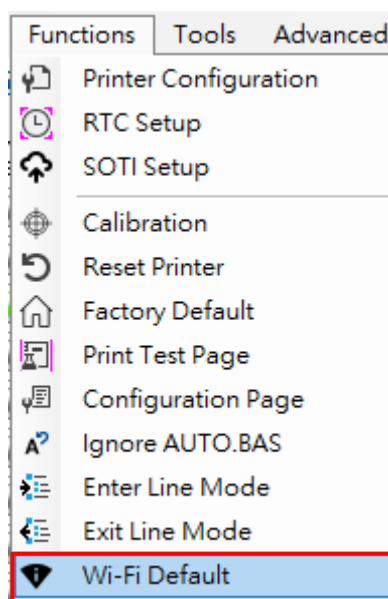 Functions Tools Advanced
Printer Configuration
RTC Setup
SOTI Setup
Calibration
Reset Printer
Factory Default
Print Test Page
Configuration Page
Ignore AUTO.BAS
Enter Line Mode
Exit Line Mode
Wi-Fi Default